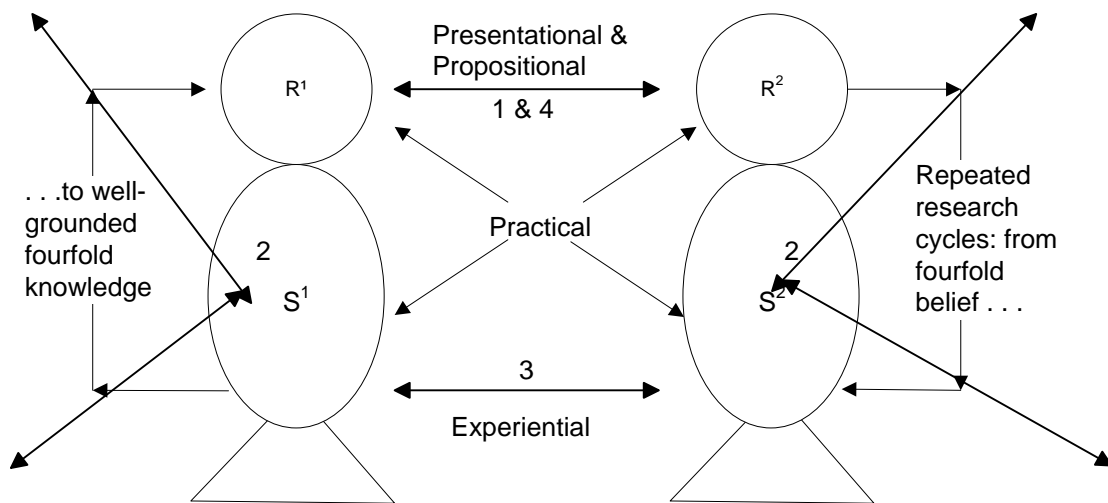 Presentational &
Propositional
R¹
1 & 4
R²
. . .to well-
grounded
fourfold
knowledge
Practical
Repeated
research
cycles: from
fourfold
belief . . .
2
2
S¹
S²
3
Experiential